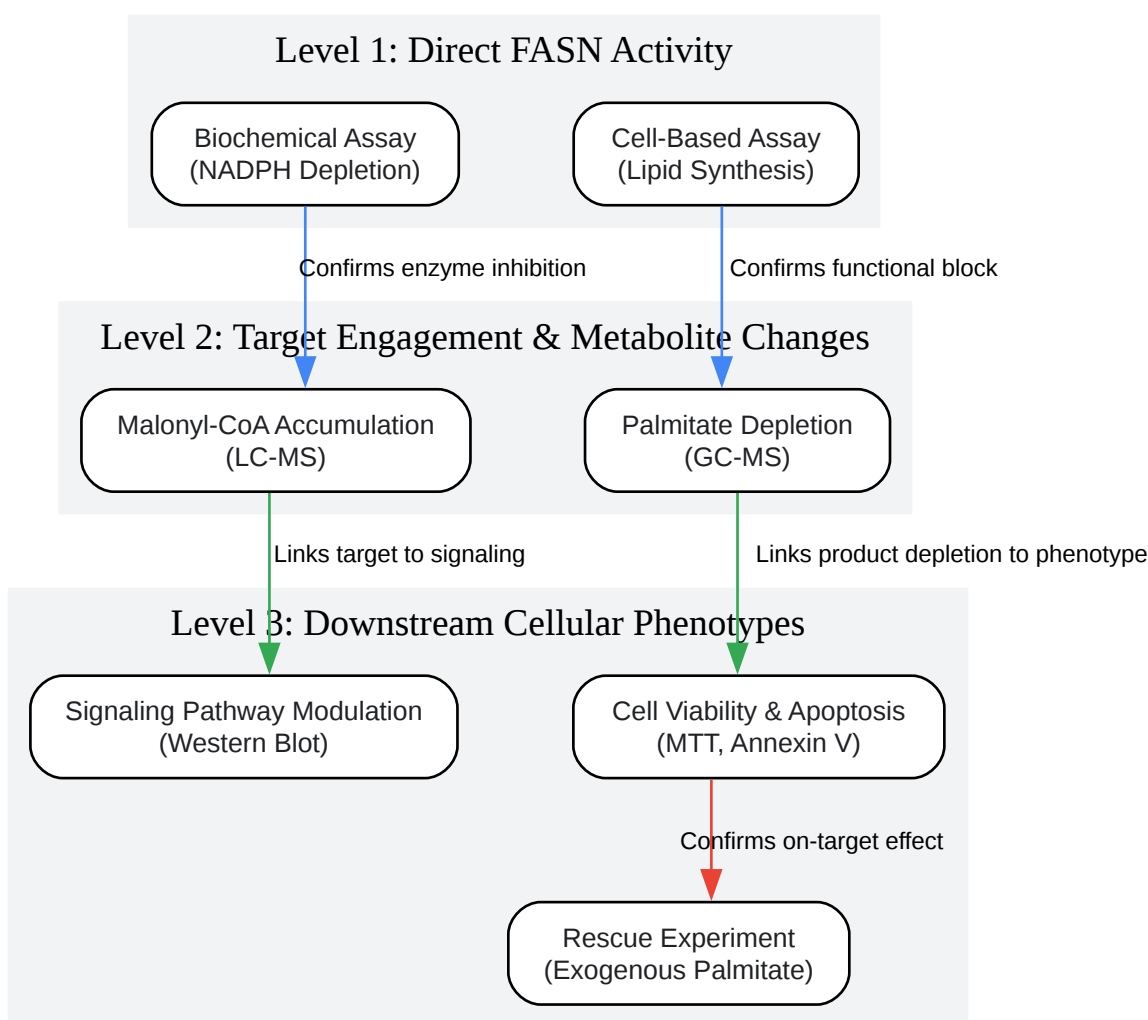 Level 1: Direct FASN Activity
Biochemical Assay
(NADPH Depletion)
Cell-Based Assay
(Lipid Synthesis)
Confirms enzyme inhibition
Confirms functional block
Level 2: Target Engagement & Metabolite Changes
Malonyl-CoA Accumulation
(LC-MS)
Palmitate Depletion
(GC-MS)
Links target to signaling
Links product depletion to phenotype
Level 3: Downstream Cellular Phenotypes
Signaling Pathway Modulation
(Western Blot)
Cell Viability & Apoptosis
(MTT, Annexin V)
Confirms on-target effect
Rescue Experiment
(Exogenous Palmitate)